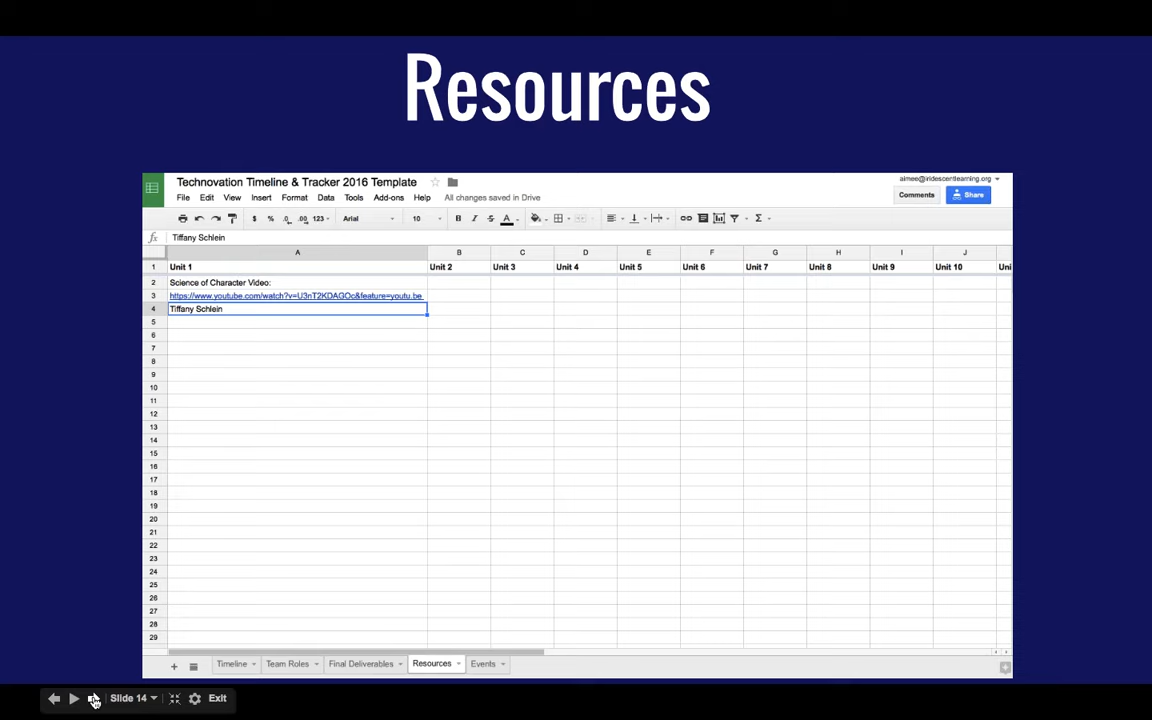 Resources
Technovation Timeline & Tracker 2016 Template
aimee@iridescentlearning.org
File Edit View Insert Format Data Tools Add-ons Help All changes saved in Drive
Comments Share
$ % .0 .00 123 Arial 10 B I S A Σ
fx Tiffany Schlein
A B C D E F G H I J
1 Unit 1 Unit 2 Unit 3 Unit 4 Unit 5 Unit 6 Unit 7 Unit 8 Unit 9 Unit 10 Uni
2 Science of Character Video:
3 https://www.youtube.com/watch?v=U3nT2KDAGOc&feature=youtu.be
4 Tiffany Schlein
5
6
7
8
9
10
11
12
13
14
15
16
17
18
19
20
21
22
23
24
25
26
27
28
29
+ Timeline Team Roles Final Deliverables Resources Events
Slide 14 Exit